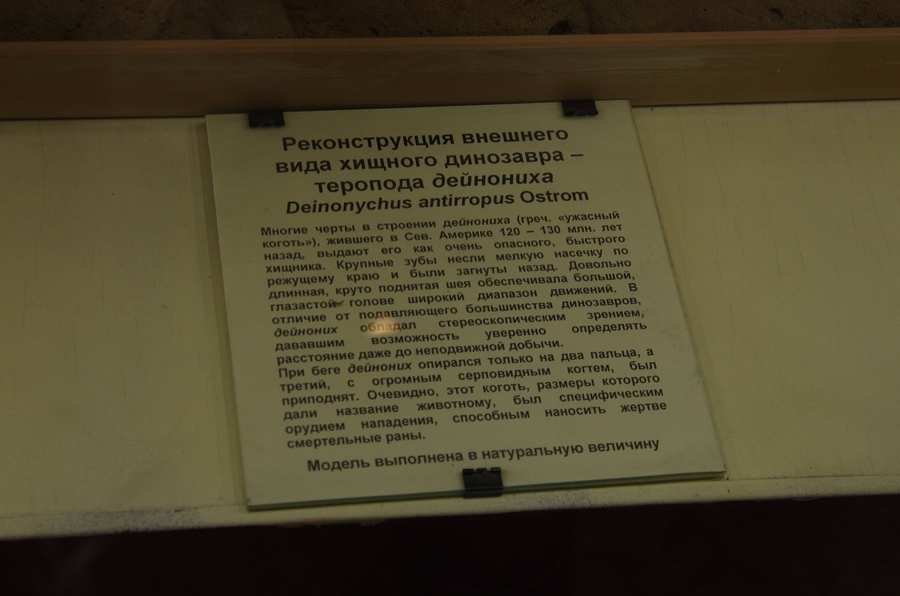 Реконструкция внешнего
вида хищного динозавра –
теропода дейнониха
Deinonychus antirropus Ostrom
Многие черты в строении дейнониха (греч. «ужасный
коготь»), жившего в Сев. Америке 120 – 130 млн. лет
назад, выдают его как очень опасного, быстрого
хищника. Крупные зубы несли мелкую насечку по
режущему краю и были загнуты назад. Довольно
длинная, круто поднятая шея обеспечивала большой,
глазастой голове широкий диапазон движений. В
отличие от подавляющего большинства динозавров,
дейноних обладал стереоскопическим зрением,
дававшим возможность уверенно определять
расстояние даже до неподвижной добычи.
При беге дейноних опирался только на два пальца, а
третий, с огромным серповидным когтем, был
приподнят. Очевидно, этот коготь, размеры которого
дали название животному, был специфическим
орудием нападения, способным наносить жертве
смертельные раны.
Модель выполнена в натуральную величину